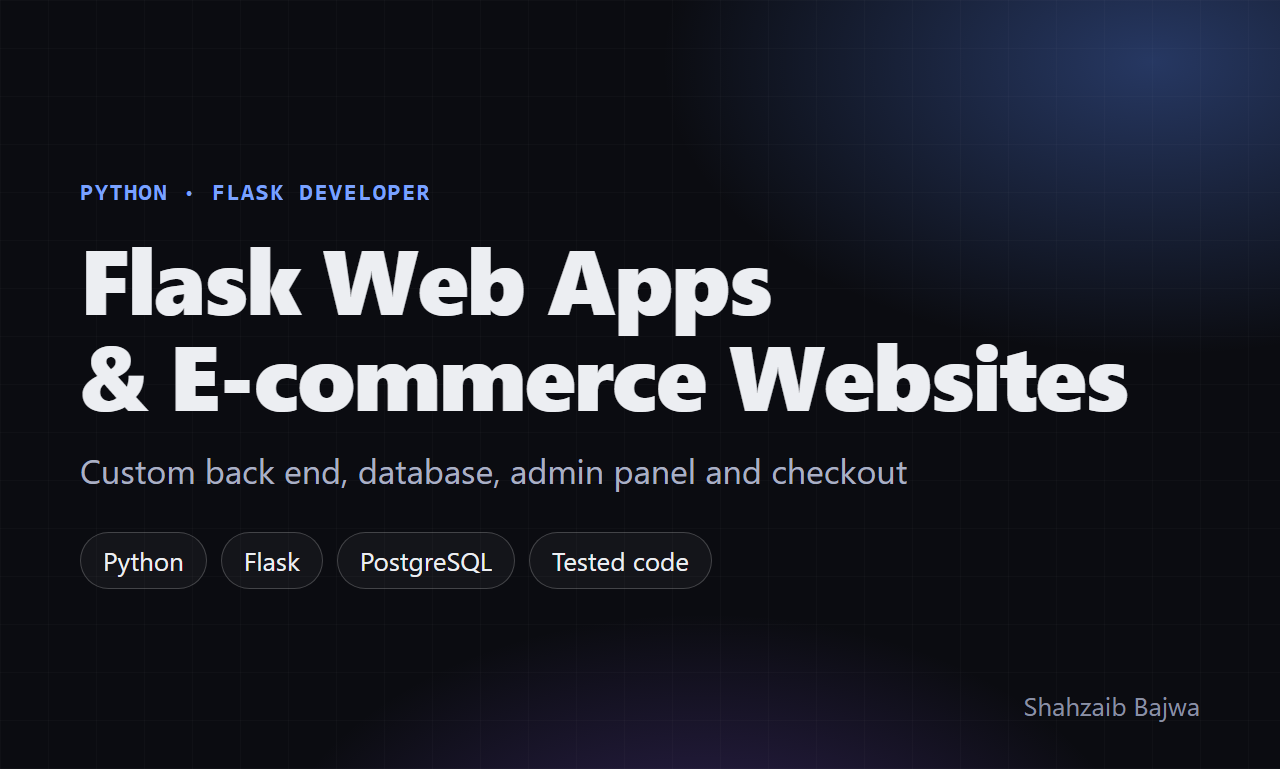 PYTHON • FLASK DEVELOPER
Flask Web Apps
& E-commerce Websites
Custom back end, database, admin panel and checkout
Python Flask PostgreSQL Tested code
Shahzaib Bajwa